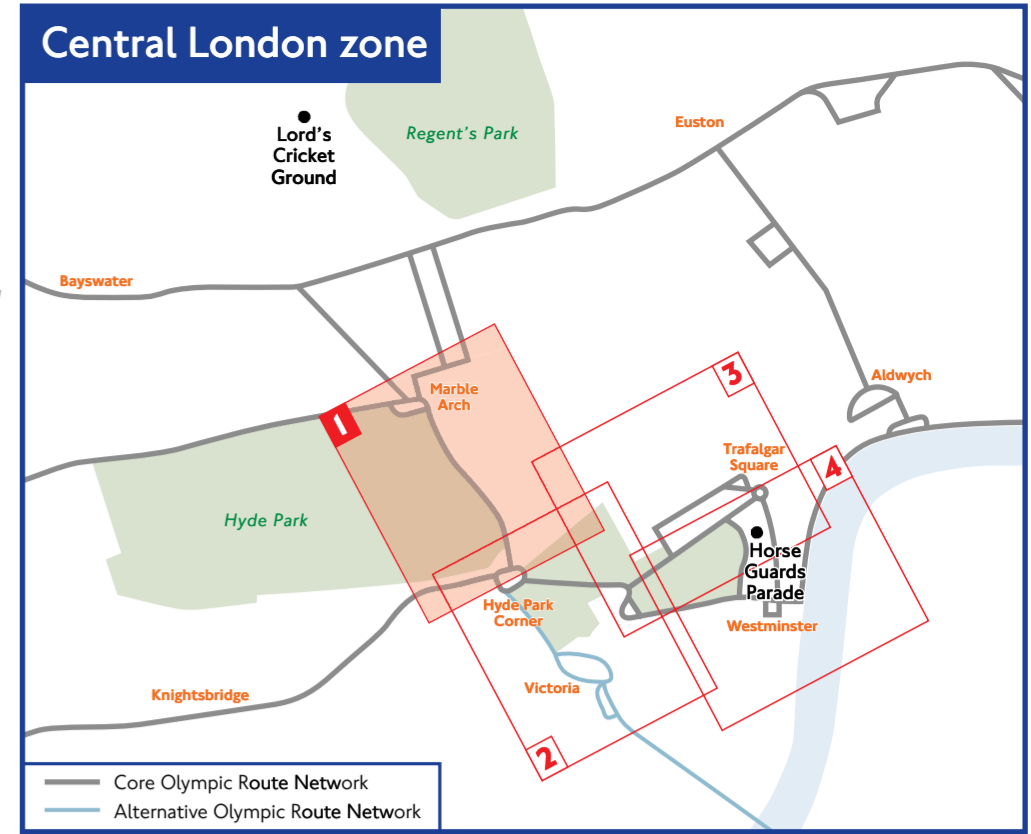 Central London zone
Lord's
Cricket
Ground
Regent's Park
Euston
Bayswater
Marble
Arch
1
3
Aldwych
Trafalgar
Square
4
Hyde Park
Horse
Guards
Parade
Hyde Park
Corner
Westminster
Victoria
Knightsbridge
2
Core Olympic Route Network
Alternative Olympic Route Network